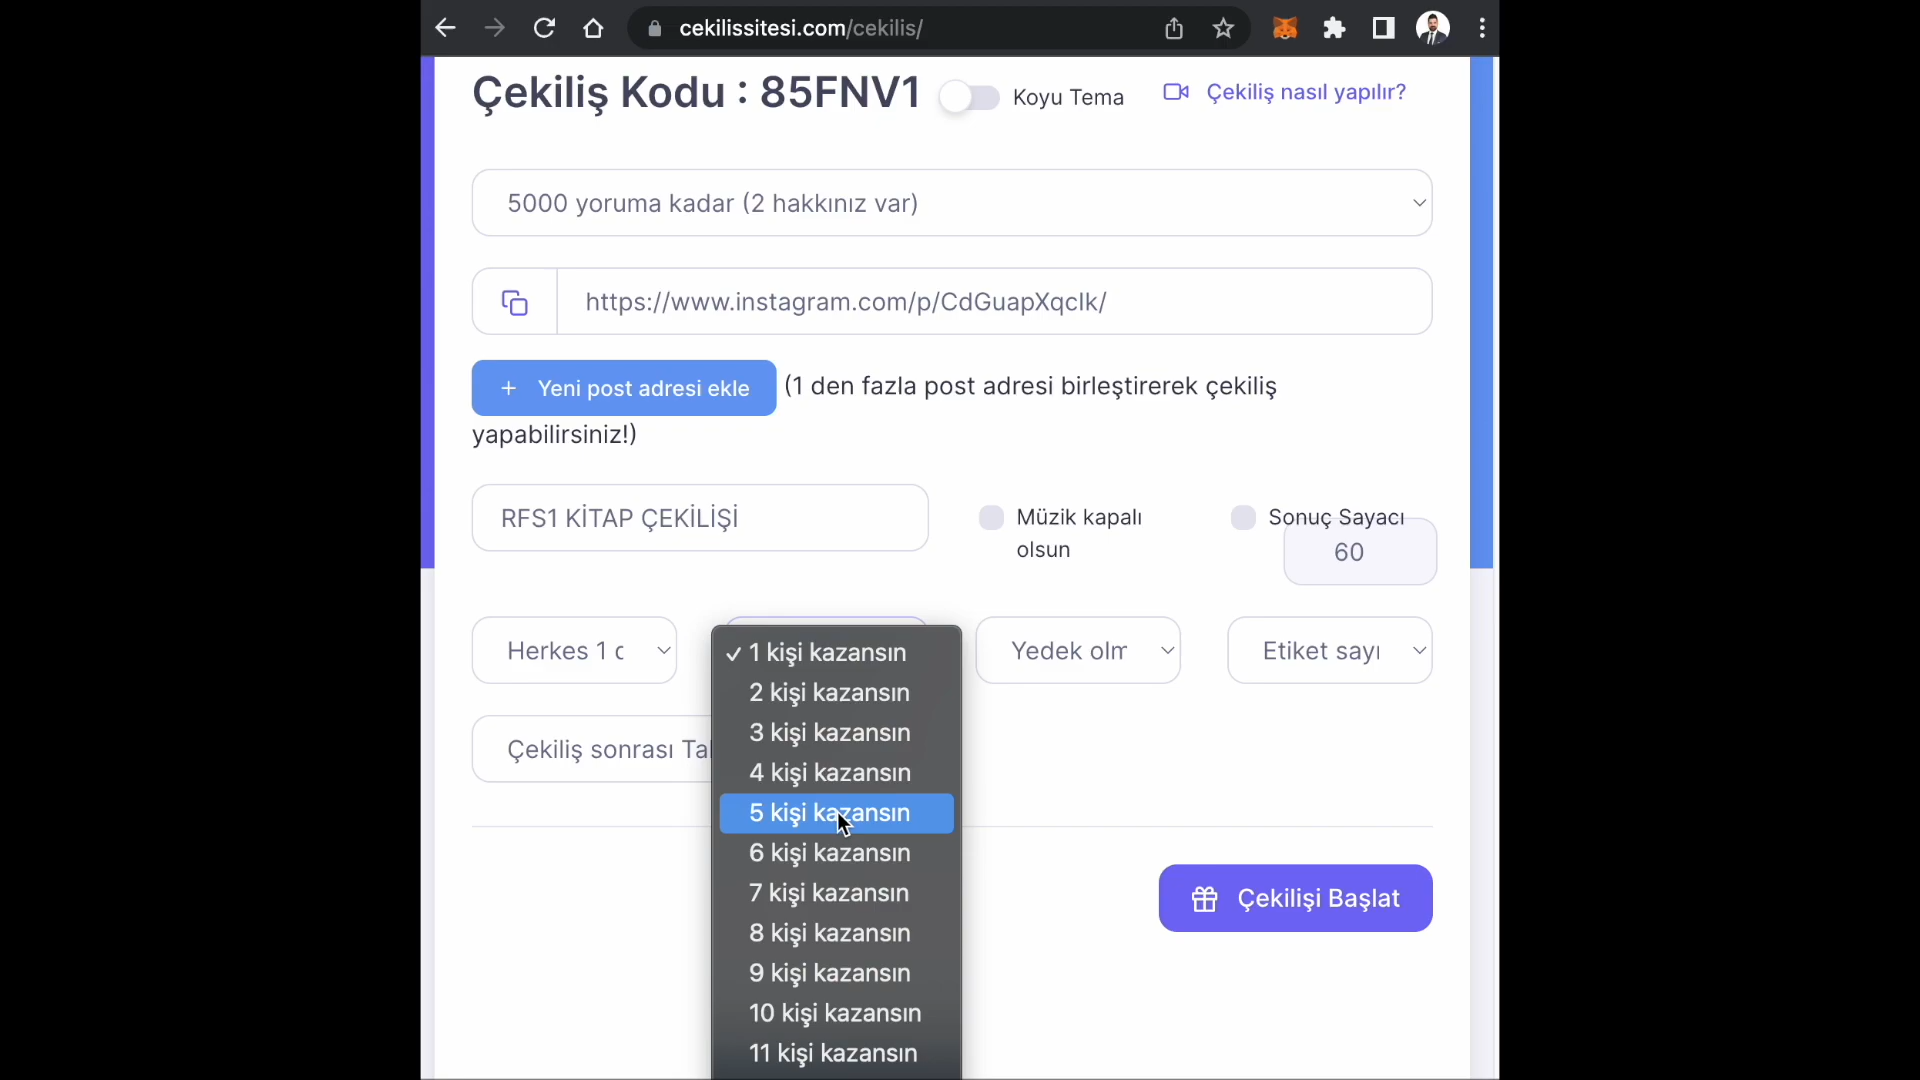 cekilissitesi.com/cekilis/
Çekiliş Kodu : 85FNV1
Koyu Tema
Çekiliş nasıl yapılır?
5000 yoruma kadar (2 hakkınız var)
https://www.instagram.com/p/CdGuapXqclk/
+ Yeni post adresi ekle (1 den fazla post adresi birleştirerek çekiliş
yapabilirsiniz!)
RFS1 KİTAP ÇEKİLİŞİ
Müzik kapalı
olsun
Sonuç Sayacı
60
Herkes 1
Yedek
Etiket
Çekiliş sonrası
1 kişi kazansın
2 kişi kazansın
3 kişi kazansın
4 kişi kazansın
5 kişi kazansın
6 kişi kazansın
7 kişi kazansın
8 kişi kazansın
9 kişi kazansın
10 kişi kazansın
11 kişi kazansın
Çekilişi Başlat